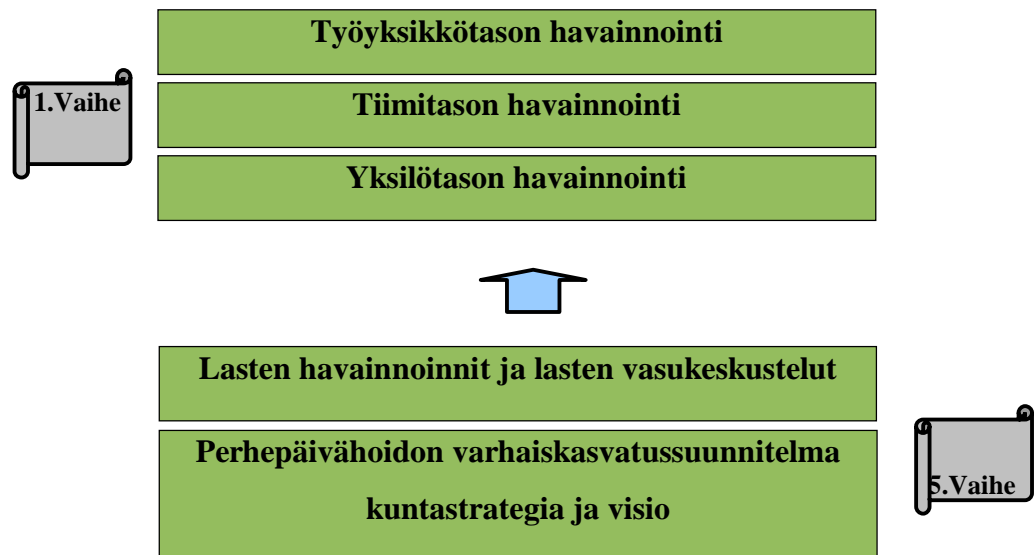 Työyksikkötason havainnointi
1.Vaihe
Tiimitason havainnointi
Yksilötason havainnointi
Lasten havainnoinnit ja lasten vasukeskustelut
Perhepäivähoidon varhaiskasvatussuunnitelma
kuntastrategia ja visio
5.Vaihe